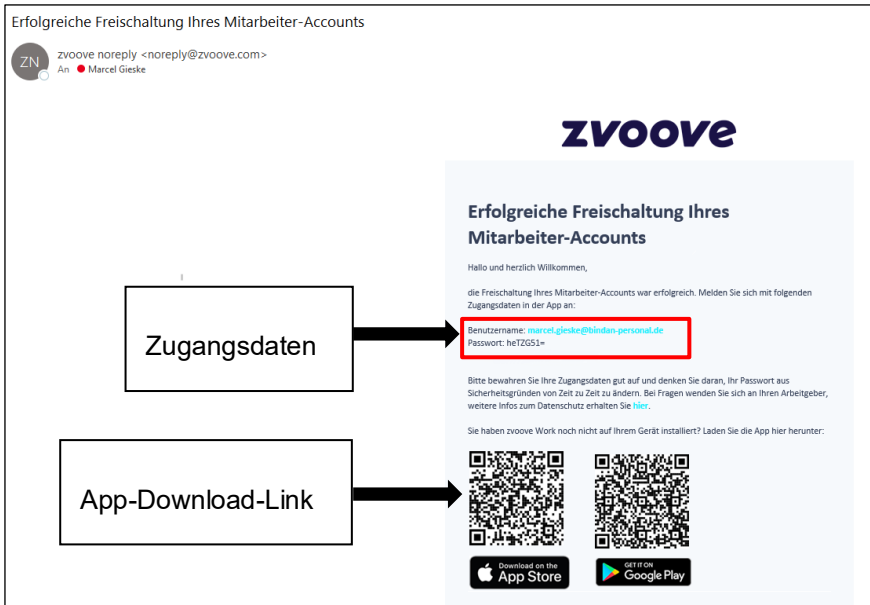 Erfolgreiche Freischaltung Ihres Mitarbeiter-Accounts
ZN
zvoove noreply <noreply@zvoove.com>
An Marcel Gieske
zvoove
Erfolgreiche Freischaltung Ihres
Mitarbeiter-Accounts
Hallo und herzlich Willkommen,
die Freischaltung Ihres Mitarbeiter-Accounts war erfolgreich. Melden Sie sich mit folgenden
Zugangsdaten in der App an:
Zugangsdaten
Benutzername: marcel.gieske@bindan-personal.de
Passwort: heTZG51=
Bitte bewahren Sie Ihre Zugangsdaten gut auf und denken Sie daran, Ihr Passwort aus
Sicherheitsgründen von Zeit zu Zeit zu ändern. Bei Fragen wenden Sie sich an Ihren Arbeitgeber,
weitere Infos zum Datenschutz erhalten Sie hier.
Sie haben zvoove Work noch nicht auf Ihrem Gerät installiert? Laden Sie die App hier herunter:
App-Download-Link
Download on the
App Store
GET IT ON
Google Play